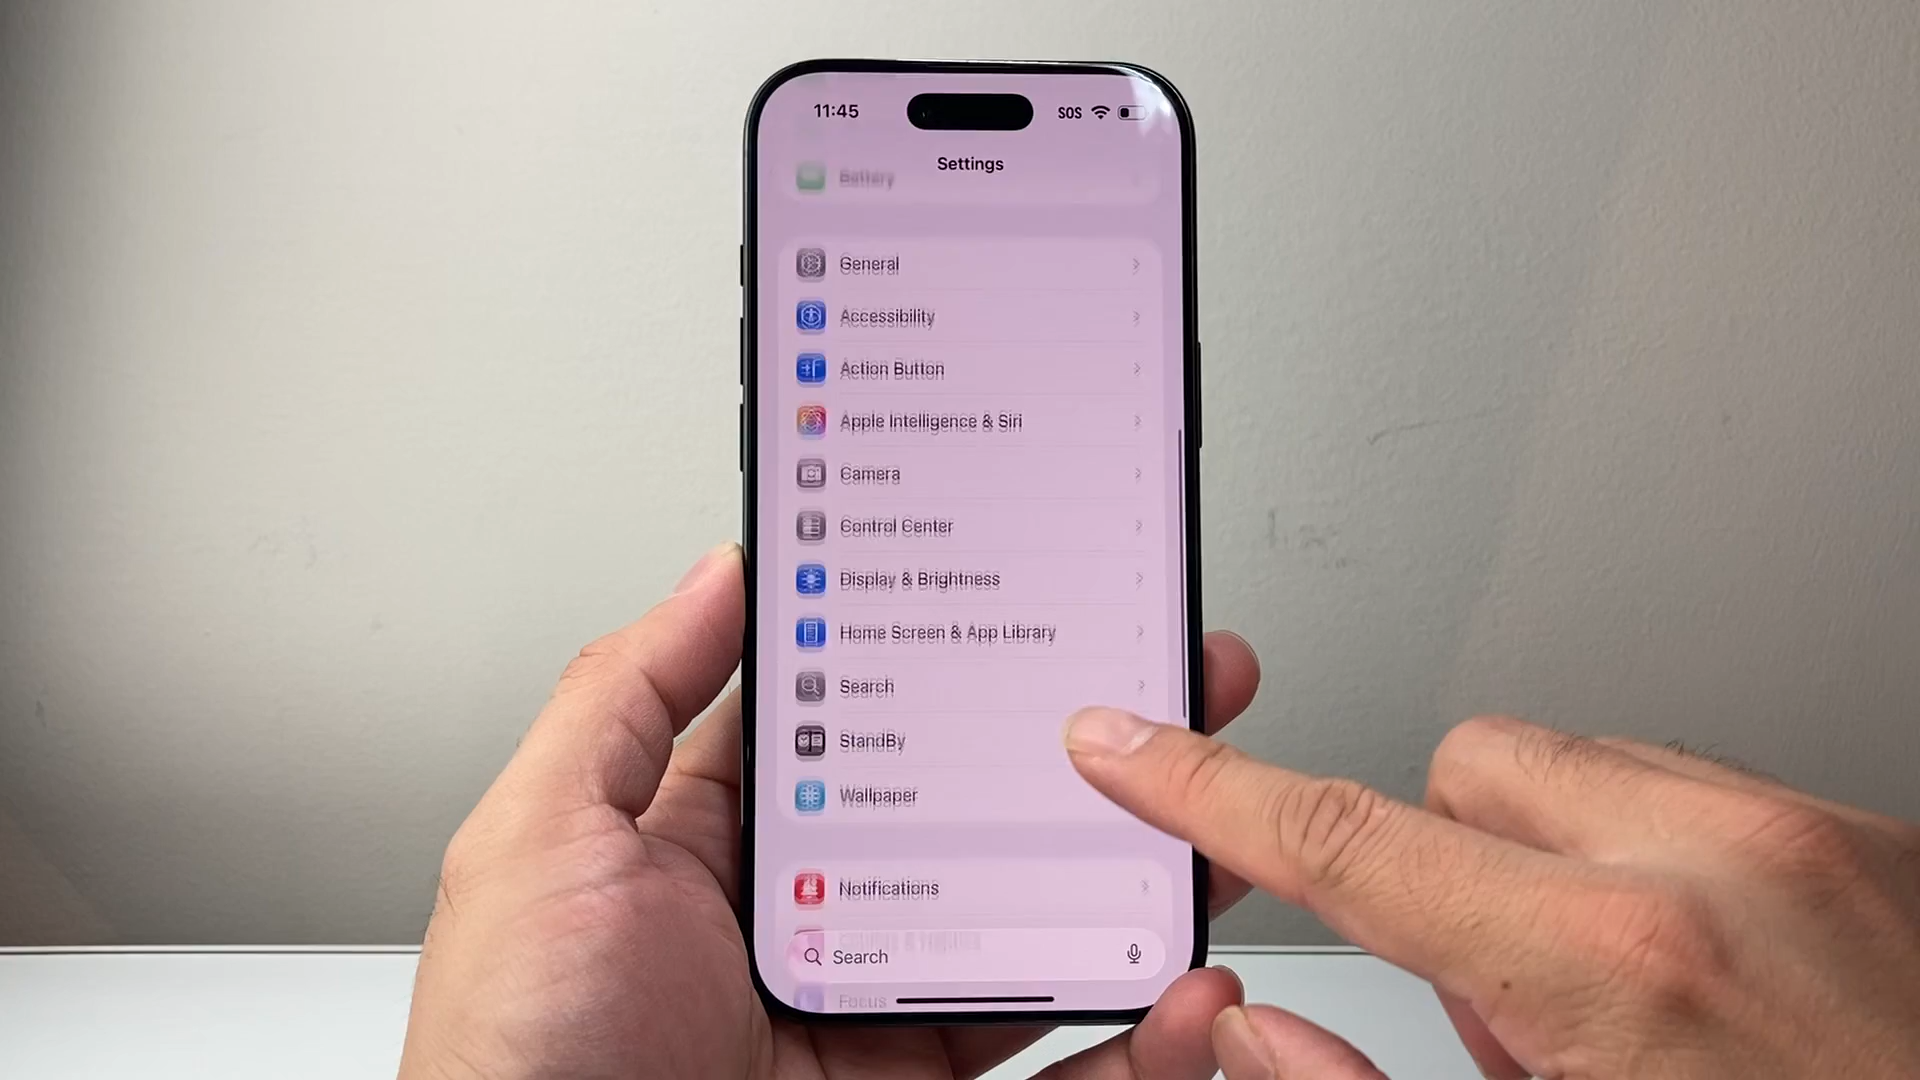 11:45
SOS
Settings
Battery
General
Accessibility
Action Button
Apple Intelligence & Siri
Camera
Control Center
Display & Brightness
Home Screen & App Library
Search
StandBy
Wallpaper
Notifications
Search
Focus